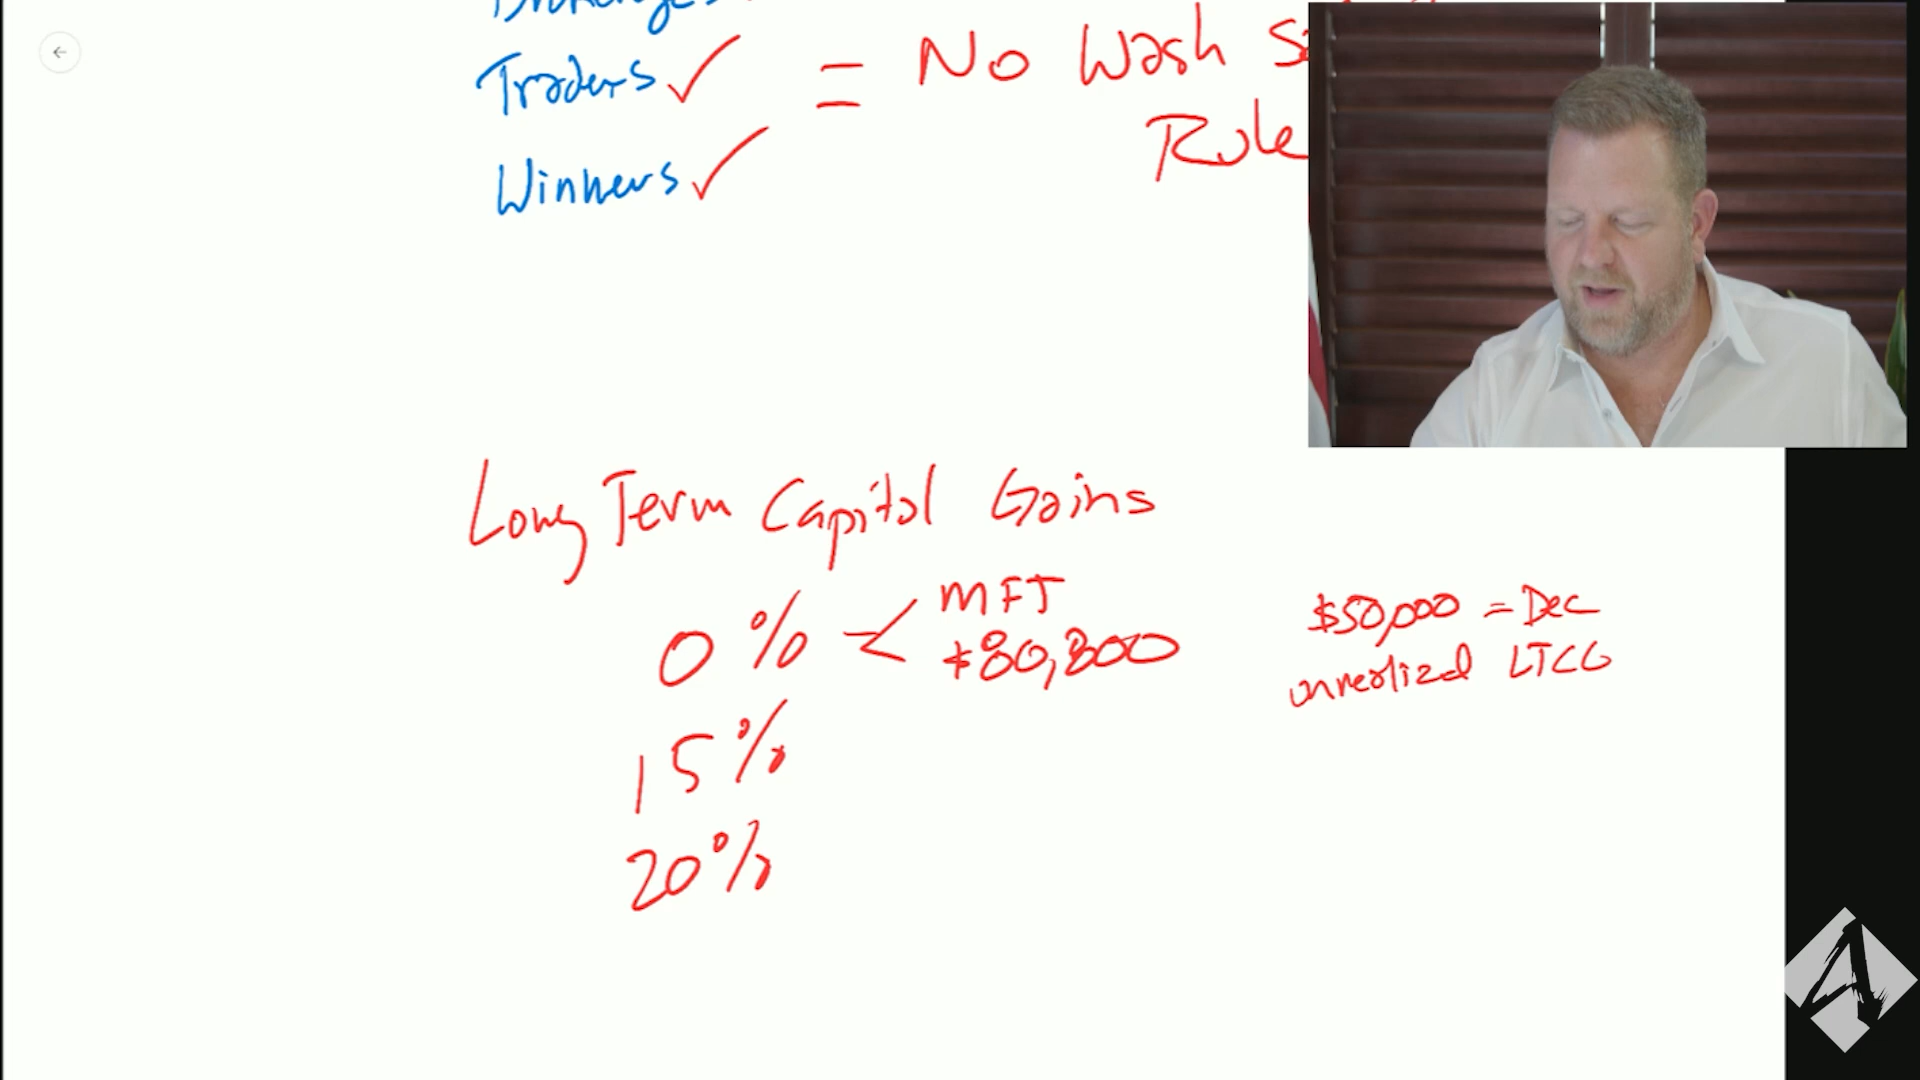 Brokerages
Traders ✓ = No Wash
Rule
Winners ✓
Long Term Capital Gains
0% < MFJ
$80,800
$50,000 = Dec
unrealized LTCG
15%
20%